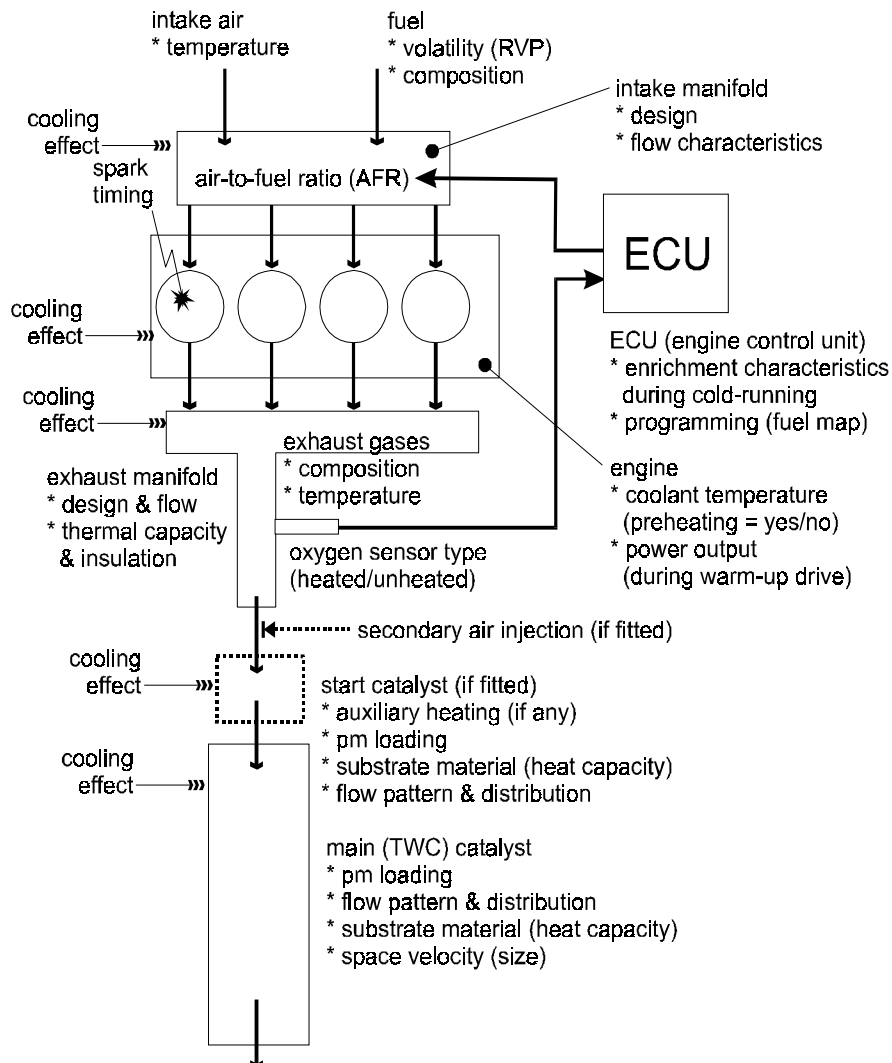 intake air
* temperature
fuel
* volatility (RVP)
* composition
intake manifold
* design
* flow characteristics
cooling
effect
spark
timing
air-to-fuel ratio (AFR)
ECU
cooling
effect
ECU (engine control unit)
* enrichment characteristics
during cold-running
* programming (fuel map)
cooling
effect
exhaust gases
* composition
* temperature
exhaust manifold
* design & flow
* thermal capacity
& insulation
engine
* coolant temperature
(preheating = yes/no)
* power output
(during warm-up drive)
oxygen sensor type
(heated/unheated)
secondary air injection (if fitted)
cooling
effect
start catalyst (if fitted)
* auxiliary heating (if any)
* pm loading
* substrate material (heat capacity)
* flow pattern & distribution
cooling
effect
main (TWC) catalyst
* pm loading
* flow pattern & distribution
* substrate material (heat capacity)
* space velocity (size)